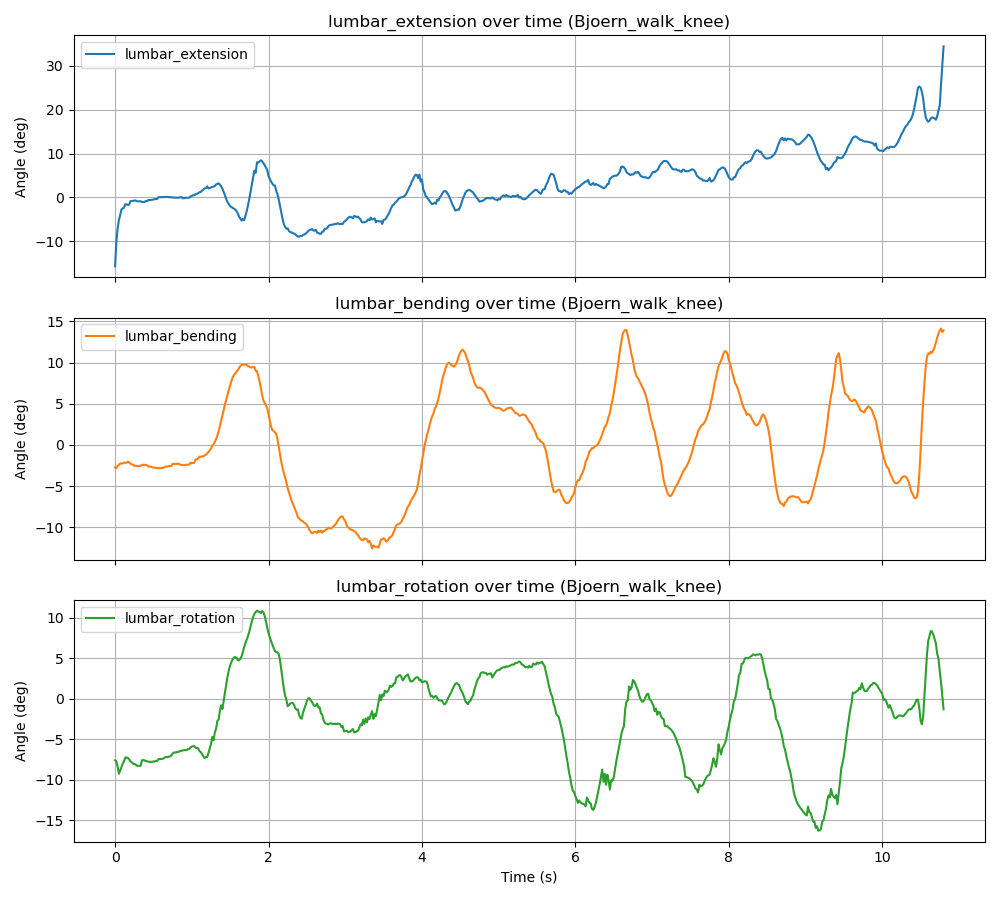 lumbar_extension over time (Bjoern_walk_knee)
lumbar_extension
30
20
10
0
−10
Angle (deg)
lumbar_bending over time (Bjoern_walk_knee)
lumbar_bending
15
10
5
0
−5
−10
Angle (deg)
lumbar_rotation over time (Bjoern_walk_knee)
lumbar_rotation
10
5
0
−5
−10
−15
Angle (deg)
0 2 4 6 8 10
Time (s)